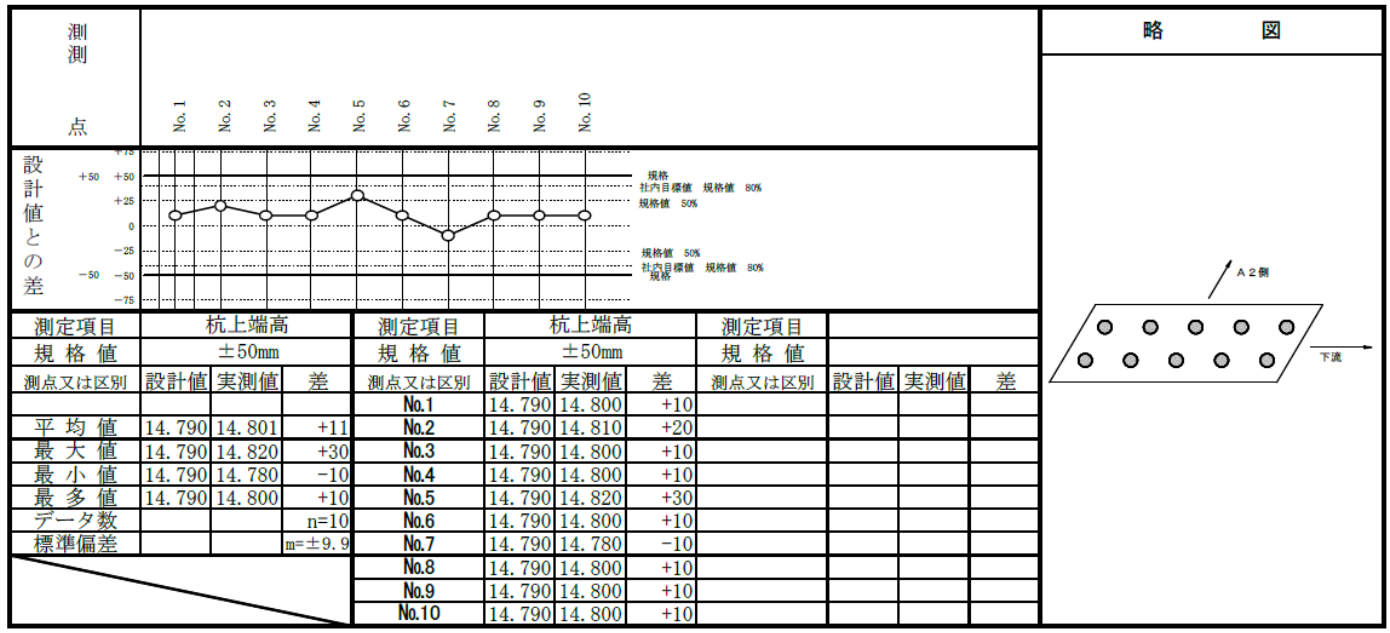 測
測
点
No.1
No.2
No.3
No.4
No.5
No.6
No.7
No.8
No.9
No.10
略 図
設計値との差
+75
+50 +50
+25
0
-25
-50 -50
-75
規格
社内目標値 規格値 80%
規格値 50%
規格値 50%
社内目標値 規格値 80%
規格
A2側
下流
測定項目 杭上端高 測定項目 杭上端高 測定項目
規格値 ±50mm 規格値 ±50mm 規格値
測点又は区別 設計値 実測値 差 測点又は区別 設計値 実測値 差 測点又は区別 設計値 実測値 差
No.1 14.790 14.800 +10
平均値 14.790 14.801 +11 No.2 14.790 14.810 +20
最大値 14.790 14.820 +30 No.3 14.790 14.800 +10
最小値 14.790 14.780 -10 No.4 14.790 14.800 +10
最多値 14.790 14.800 +10 No.5 14.790 14.820 +30
データ数 n=10 No.6 14.790 14.800 +10
標準偏差 m=±9.9 No.7 14.790 14.780 -10
No.8 14.790 14.800 +10
No.9 14.790 14.800 +10
No.10 14.790 14.800 +10